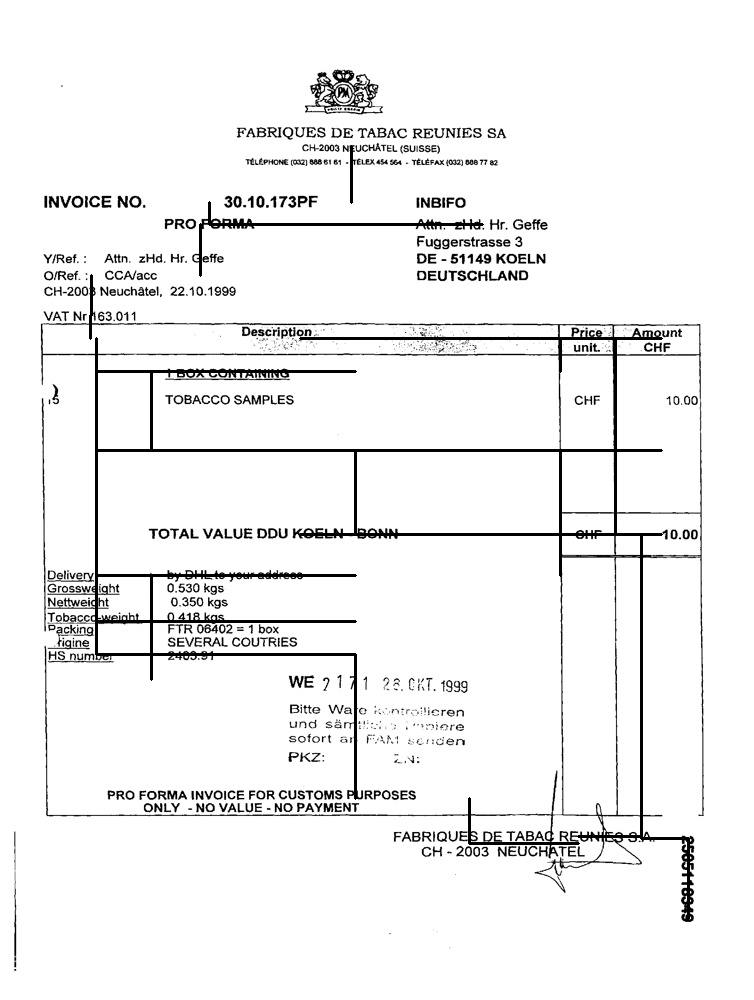 PM
FABRIQUES DE TABAC REUNIES SA
CH-2003 NEUCHÂTEL (SUISSE)
TÉLÉPHONE (032) 888 61 61 - TÉLEX 454 564 - TÉLÉFAX (032) 888 77 82
INVOICE NO. 30.10.173PF INBIFO
PRO FORMA Attn. zHd. Hr. Geffe
Fuggerstrasse 3
Y/Ref. : Attn. zHd. Hr. Geffe DE - 51149 KOELN
O/Ref. : CCA/acc DEUTSCHLAND
CH-2003 Neuchâtel, 22.10.1999
VAT Nr 163.011
Description Price Amount
unit. CHF
1 BOX CONTAINING
15 TOBACCO SAMPLES CHF 10.00
TOTAL VALUE DDU KOELN - BONN CHF 10.00
Delivery by DHL to your address
Grossweight 0.530 kgs
Nettweight 0.350 kgs
Tobacco-weight 0.418 kgs
Packing FTR 06402 = 1 box
rigine SEVERAL COUTRIES
HS number 2403.91
WE 2171 26. OKT. 1999
Bitte Ware kontrollieren
und sämtliche Papiere
sofort an FAM senden
PKZ: Z.N:
PRO FORMA INVOICE FOR CUSTOMS PURPOSES
ONLY - NO VALUE - NO PAYMENT
FABRIQUES DE TABAC REUNIES S.A.
CH - 2003 NEUCHATEL